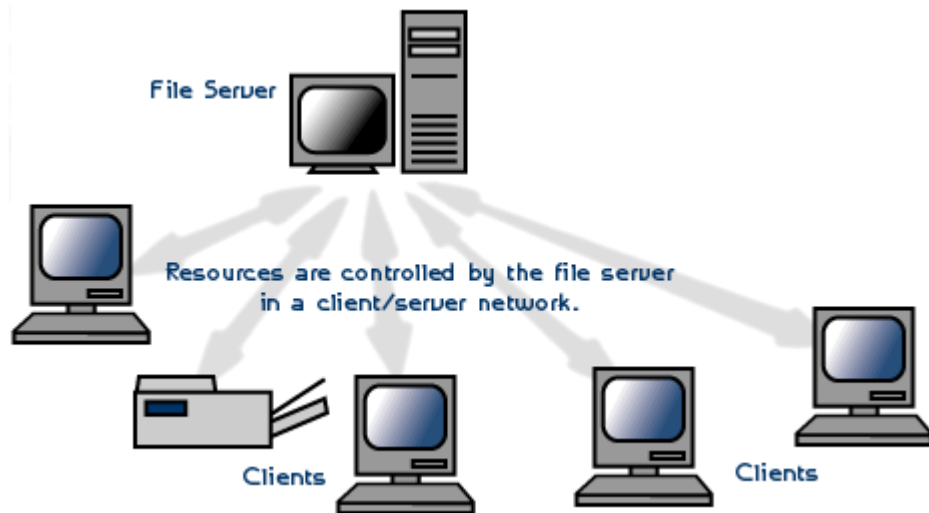 File Server
Resources are controlled by the file server
in a client/server network.
Clients
Clients